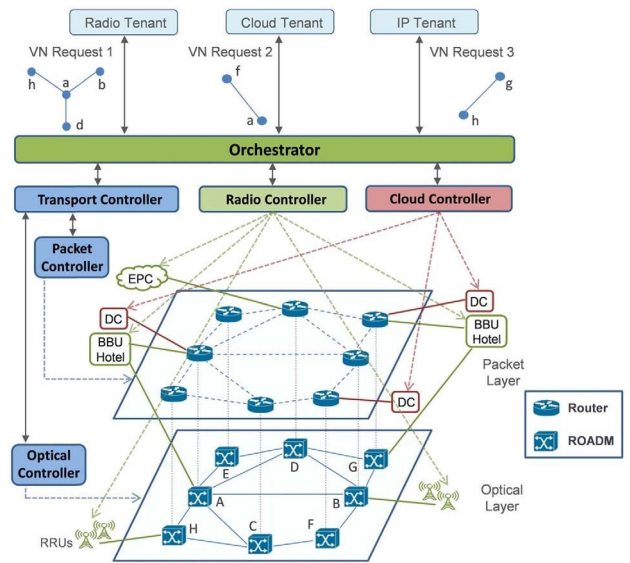 Radio Tenant
Cloud Tenant
IP Tenant
VN Request 1
VN Request 2
VN Request 3
h
a
b
d
f
a
g
h
Orchestrator
Transport Controller
Radio Controller
Cloud Controller
Packet
Controller
EPC
DC
DC
BBU
Hotel
BBU
Hotel
Packet
Layer
DC
Router
ROADM
Optical
Controller
E
D
G
A
B
H
C
F
Optical
Layer
RRUs